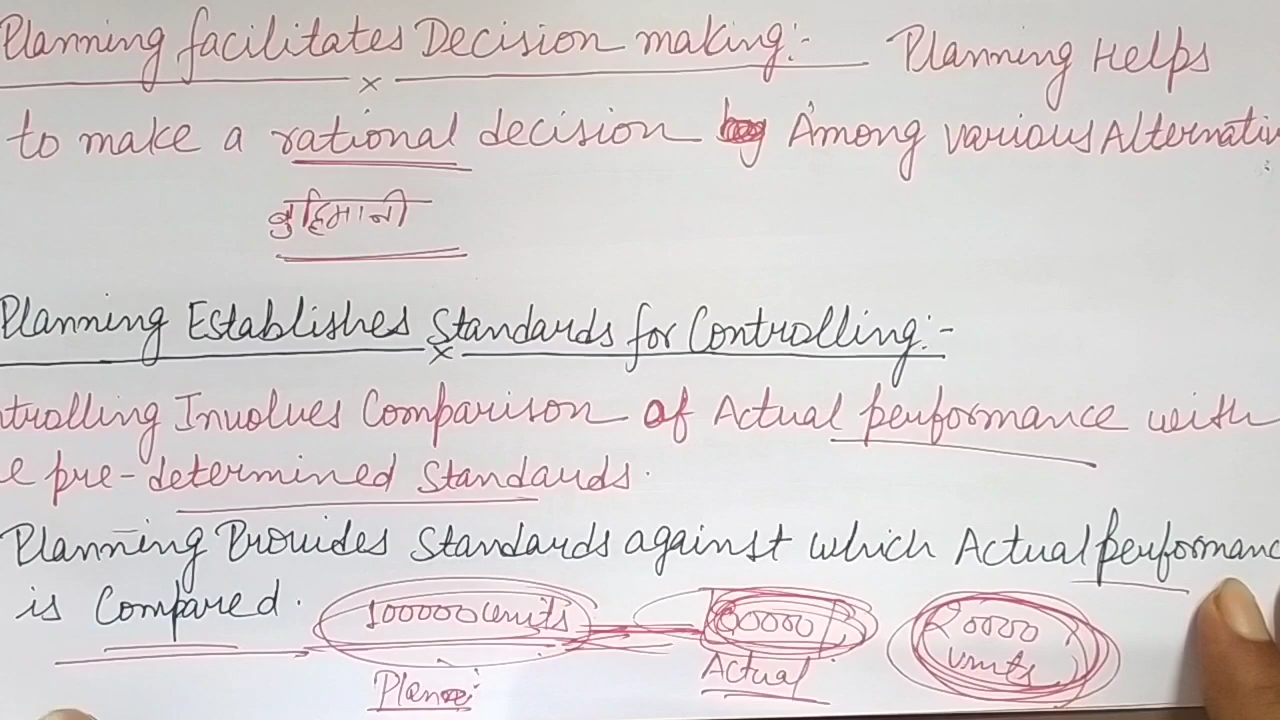 Planning facilitates Decision making:- Planning Helps
to make a rational decision Among various Alternativ
बुद्धिमानी
Planning Establishes Standards for Controlling:-
ntrolling Involves Comparison of Actual performance with
e pre-determined Standards.
Planning Provides Standards against which Actual performanc
is Compared.
100000 units
20000 units
Plan
Actual